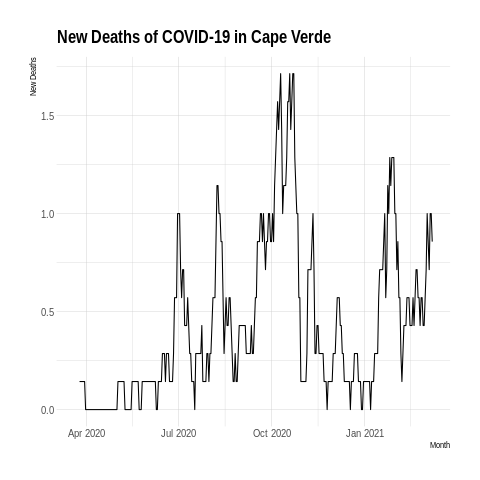 New Deaths of COVID-19 in Cape Verde
New Deaths
1.5
1.0
0.5
0.0
Apr 2020 Jul 2020 Oct 2020 Jan 2021
Month